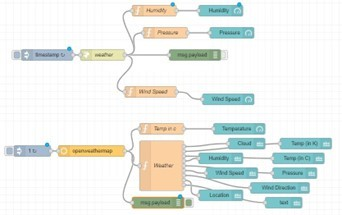 Humidity Humidity
Pressure Pressure
timestamp ↻ weather msg.payload
Wind Speed Wind Speed
Temp in c Temperature
1 ↻ openweathermap Cloud Temp (in K)
Weather Humidity Temp (in C)
Wind Speed Pressure
Wind Direction
Location
msg.payload text